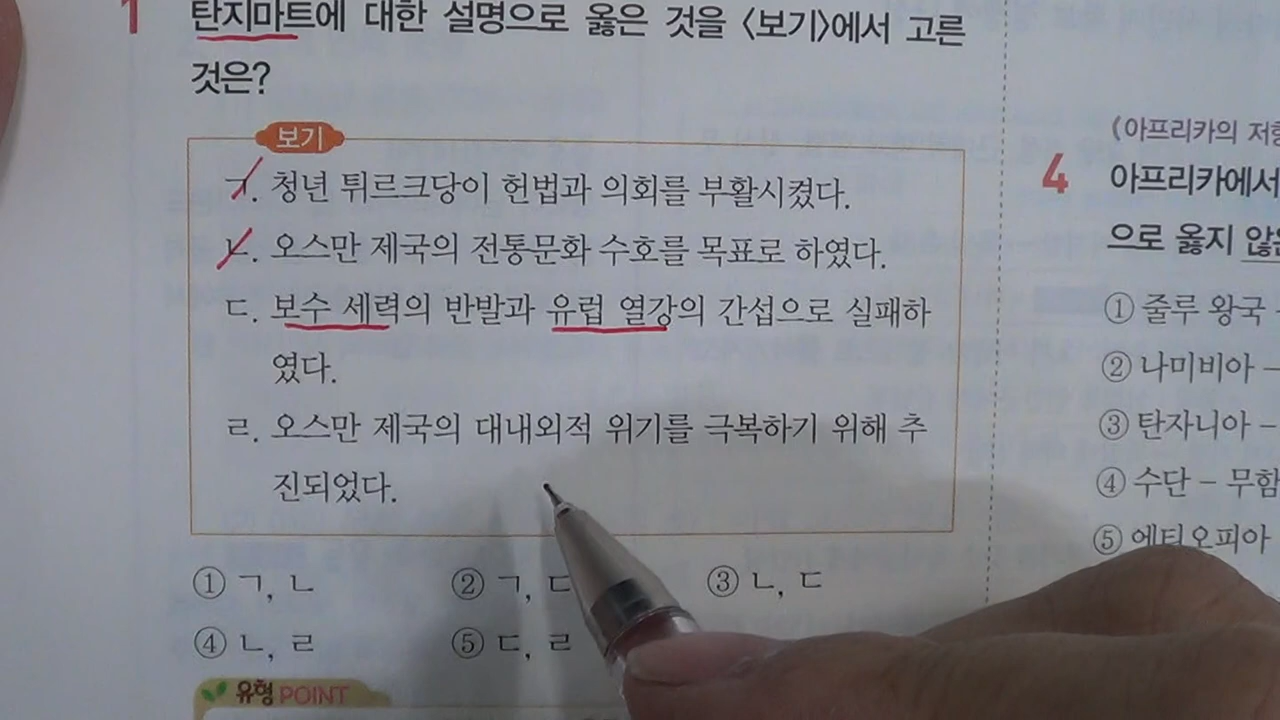 1 탄지마트에 대한 설명으로 옳은 것을 〈보기〉에서 고른
것은?
보기
ㄱ. 청년 튀르크당이 헌법과 의회를 부활시켰다.
ㄴ. 오스만 제국의 전통문화 수호를 목표로 하였다.
ㄷ. 보수 세력의 반발과 유럽 열강의 간섭으로 실패하
였다.
ㄹ. 오스만 제국의 대내외적 위기를 극복하기 위해 추
진되었다.
① ㄱ, ㄴ ② ㄱ, ㄷ ③ ㄴ, ㄷ
④ ㄴ, ㄹ ⑤ ㄷ, ㄹ
유형 POINT
《아프리카의 저항
4 아프리카에서
으로 옳지 않은
① 줄루 왕국 -
② 나미비아 -
③ 탄자니아 -
④ 수단 - 무함
⑤ 에티오피아